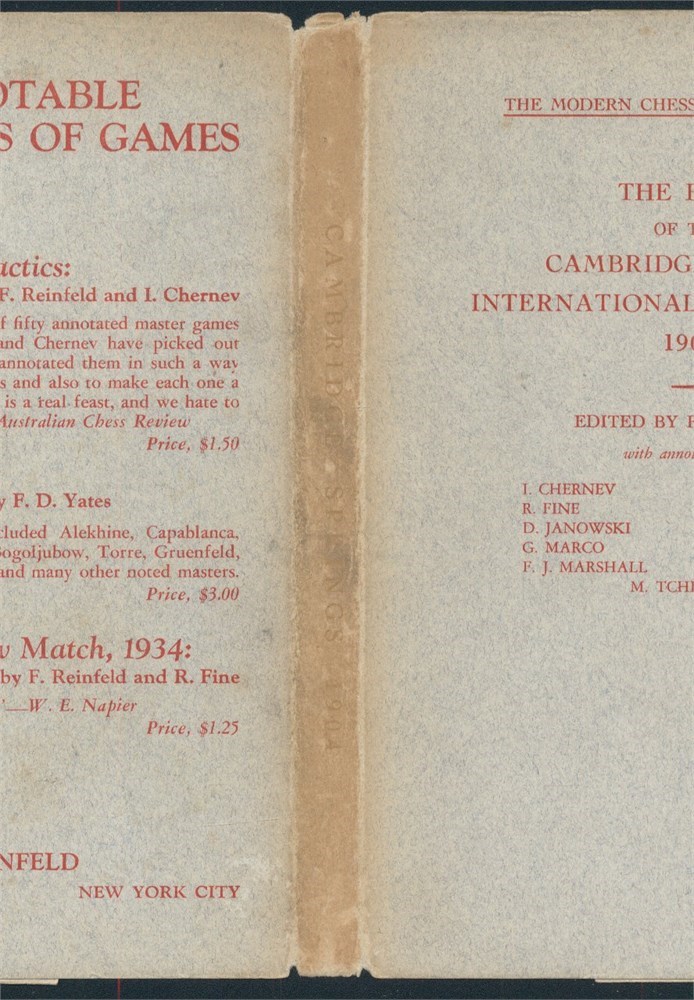 OTABLE
S OF GAMES
actics:
F. Reinfeld and I. Chernev
f fifty annotated master games
and Chernev have picked out
annotated them in such a way
s and also to make each one a
is a real feast, and we hate to
Australian Chess Review
Price, $1.50
y F. D. Yates
cluded Alekhine, Capablanca,
Bogoljubow, Torre, Gruenfeld,
and many other noted masters.
Price, $3.00
w Match, 1934:
by F. Reinfeld and R. Fine
'—W. E. Napier
Price, $1.25
NFELD
NEW YORK CITY
CAMBRIDGE SPRINGS, 1904
THE MODERN CHESS
THE
OF T
CAMBRIDG
INTERNATIONAL
190
EDITED BY
with anno
I. CHERNEV
R. FINE
D. JANOWSKI
G. MARCO
F. J. MARSHALL
M. TCHI